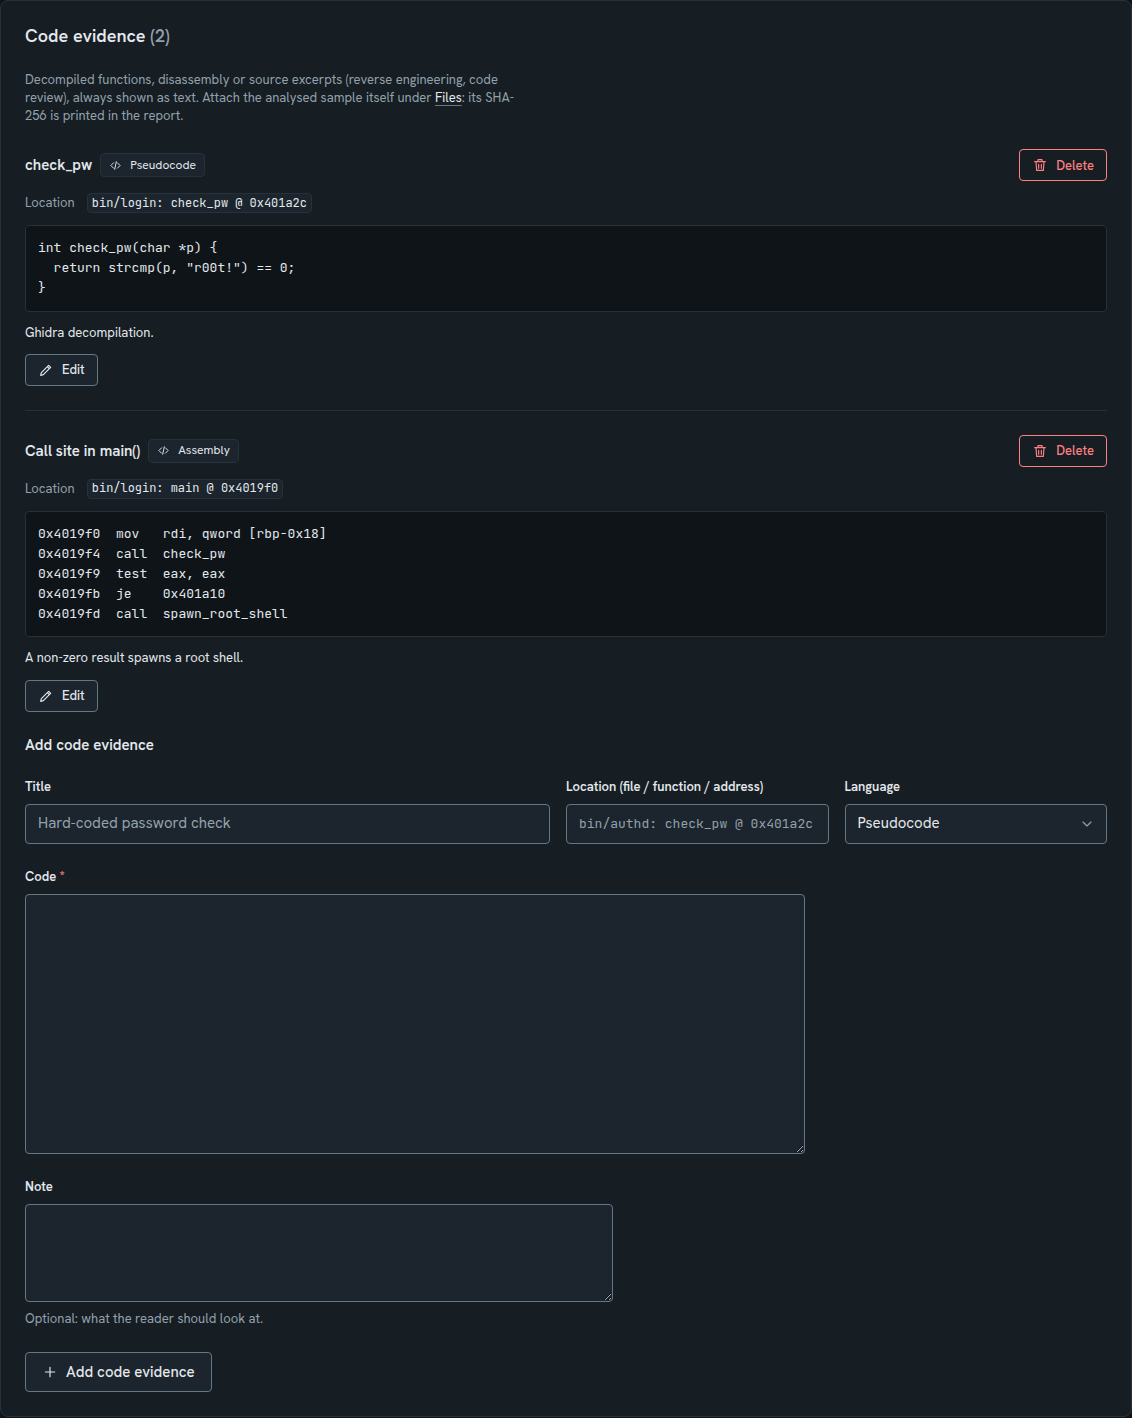 Code evidence (2)
Decompiled functions, disassembly or source excerpts (reverse engineering, code
review), always shown as text. Attach the analysed sample itself under Files: its SHA-
256 is printed in the report.
check_pw </> Pseudocode Delete
Location bin/login: check_pw @ 0x401a2c
int check_pw(char *p) {
  return strcmp(p, "r00t!") == 0;
}
Ghidra decompilation.
Edit
Call site in main() </> Assembly Delete
Location bin/login: main @ 0x4019f0
0x4019f0  mov   rdi, qword [rbp-0x18]
0x4019f4  call  check_pw
0x4019f9  test  eax, eax
0x4019fb  je    0x401a10
0x4019fd  call  spawn_root_shell
A non-zero result spawns a root shell.
Edit
Add code evidence
Title Location (file / function / address) Language
Hard-coded password check bin/authd: check_pw @ 0x401a2c Pseudocode
Code *
Note
Optional: what the reader should look at.
+ Add code evidence